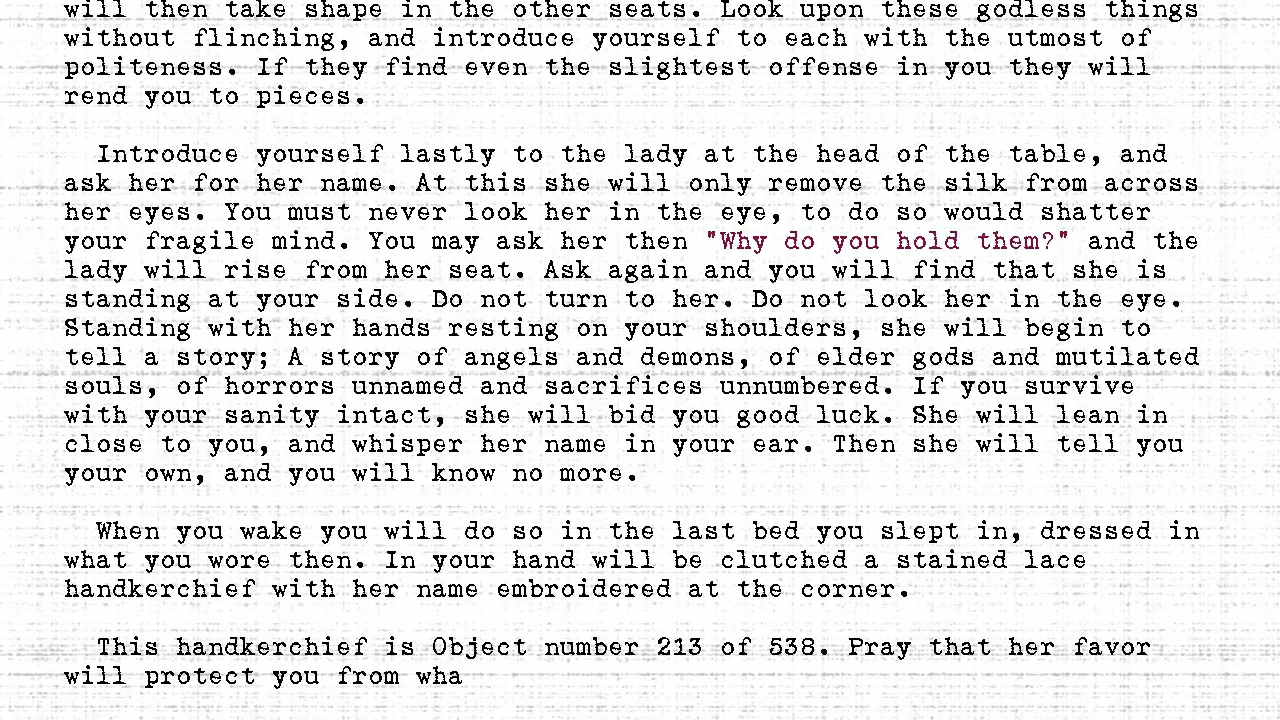 will then take shape in the other seats. Look upon these godless things
without flinching, and introduce yourself to each with the utmost of
politeness. If they find even the slightest offense in you they will
rend you to pieces.
Introduce yourself lastly to the lady at the head of the table, and
ask her for her name. At this she will only remove the silk from across
her eyes. You must never look her in the eye, to do so would shatter
your fragile mind. You may ask her then "Why do you hold them?" and the
lady will rise from her seat. Ask again and you will find that she is
standing at your side. Do not turn to her. Do not look her in the eye.
Standing with her hands resting on your shoulders, she will begin to
tell a story; A story of angels and demons, of elder gods and mutilated
souls, of horrors unnamed and sacrifices unnumbered. If you survive
with your sanity intact, she will bid you good luck. She will lean in
close to you, and whisper her name in your ear. Then she will tell you
your own, and you will know no more.
When you wake you will do so in the last bed you slept in, dressed in
what you wore then. In your hand will be clutched a stained lace
handkerchief with her name embroidered at the corner.
This handkerchief is Object number 213 of 538. Pray that her favor
will protect you from wha